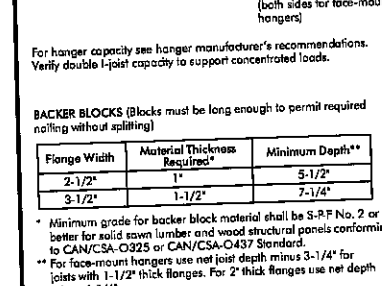 (both sides for face-mou
hangers)
For hanger capacity see hanger manufacturer's recommendations.
Verify double I-joist capacity to support concentrated loads.
BACKER BLOCKS (Blocks must be long enough to permit required
nailing without splitting)
Flange Width Material Thickness Required* Minimum Depth**
2-1/2" 1" 5-1/2"
3-1/2" 1-1/2" 7-1/4"
* Minimum grade for backer block material shall be S-P-F No. 2 or
better for solid sawn lumber and wood structural panels conformin
to CAN/CSA-O325 or CAN/CSA-O437 Standard.
** For face-mount hangers use net joist depth minus 3-1/4" for
joists with 1-1/2" thick flanges. For 2" thick flanges use net depth